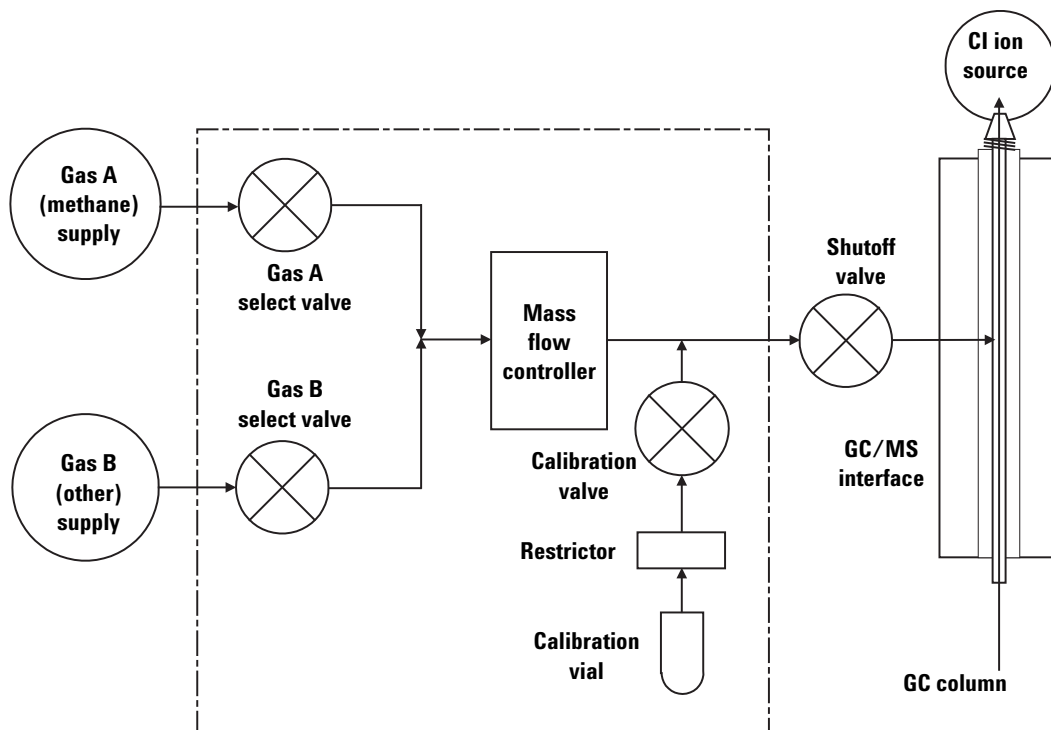 CI ion
source
Gas A
(methane)
supply
Gas A
select valve
Shutoff
valve
Mass
flow
controller
Gas B
select valve
Gas B
(other)
supply
Calibration
valve
GC/MS
interface
Restrictor
Calibration
vial
GC column